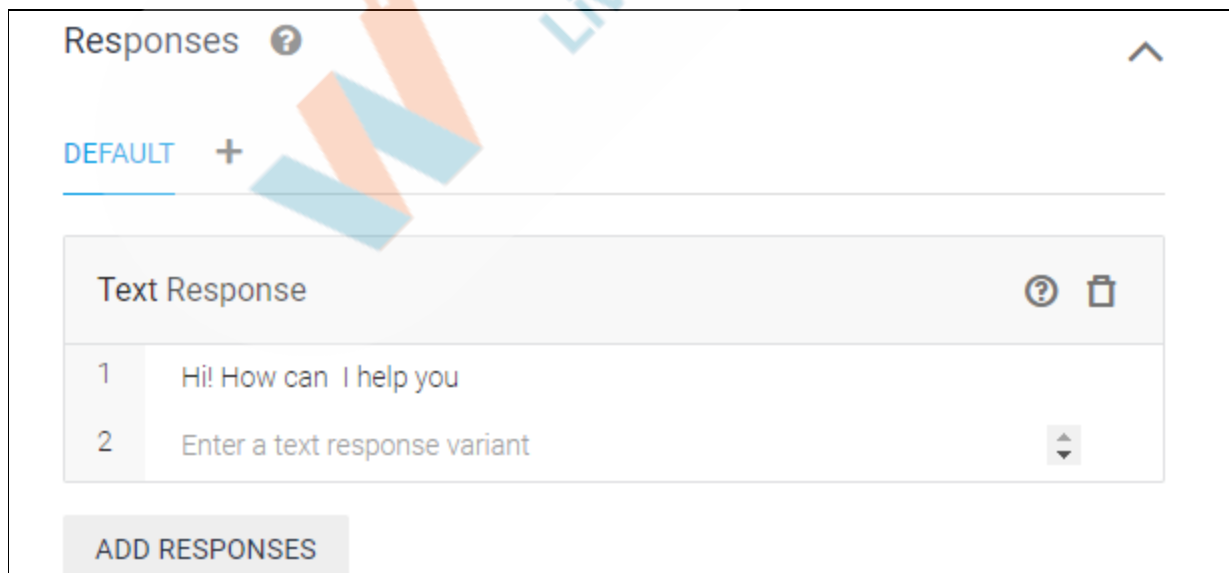 Responses
DEFAULT +
Text Response
1 Hi! How can I help you
2 Enter a text response variant
ADD RESPONSES